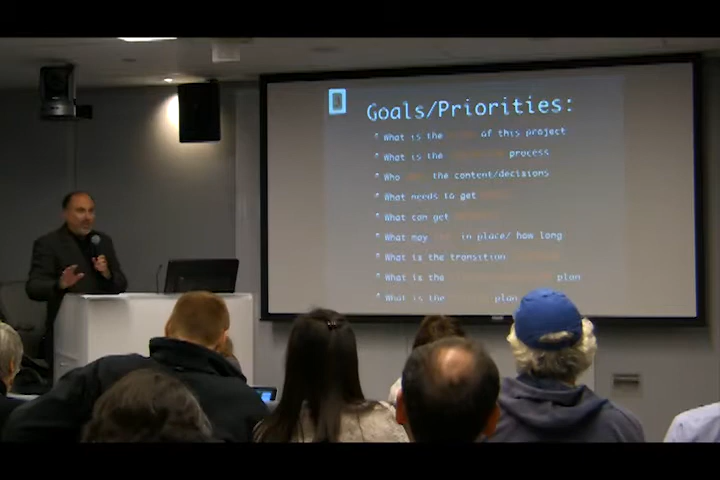 Goals/Priorities:
* What is the of this project
* What is the process
* Who the content/decisions
* What needs to get
* What can get
* What may in place/ how long
* What is the transition
* What is the plan
* What is the plan